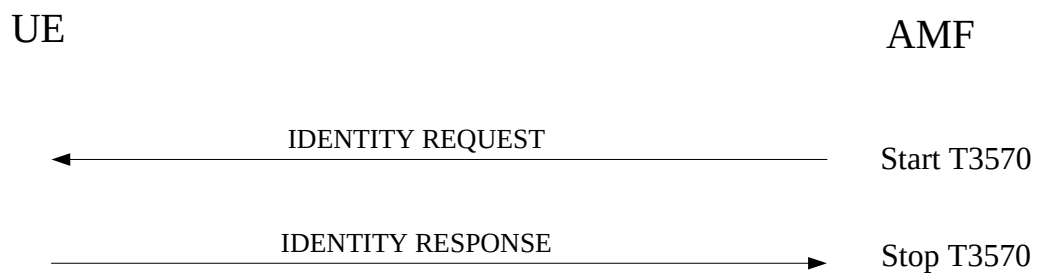 UE
AMF
IDENTITY REQUEST
Start T3570
IDENTITY RESPONSE
Stop T3570